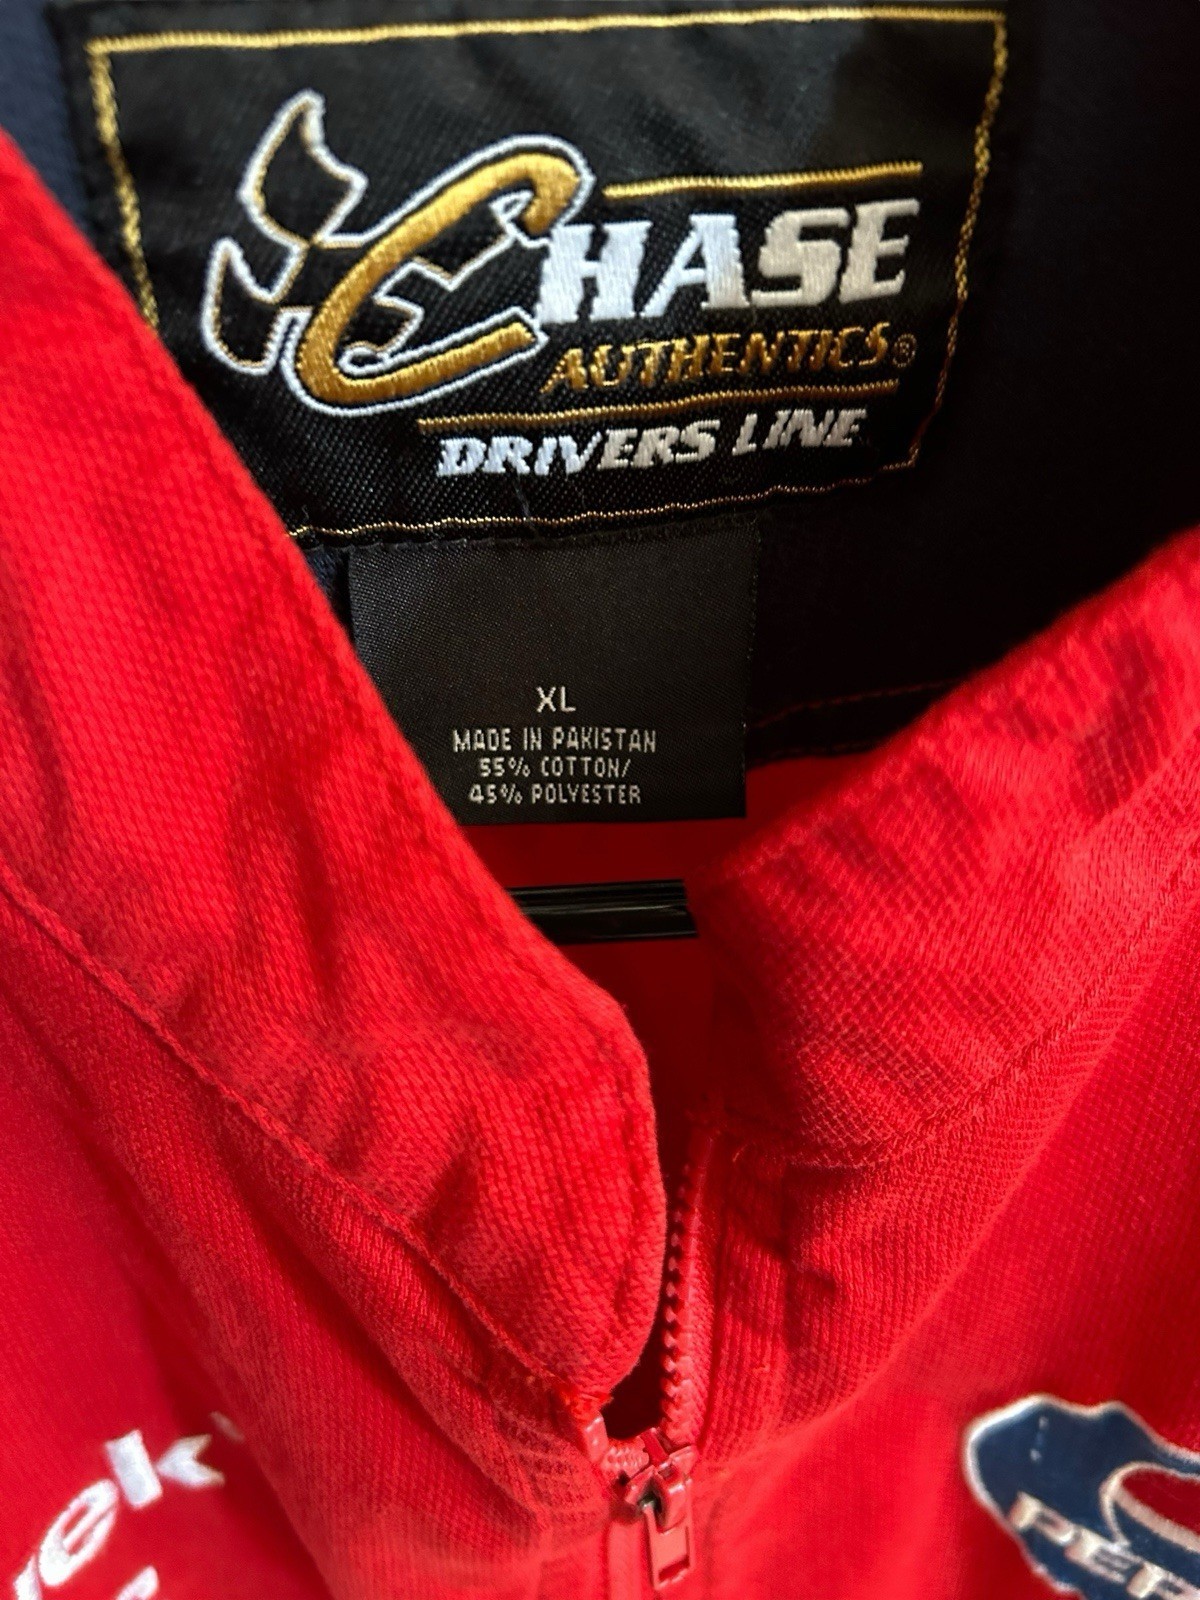 CHASE
AUTHENTICS®
DRIVERS LINE
XL
MADE IN PAKISTAN
55% COTTON/
45% POLYESTER